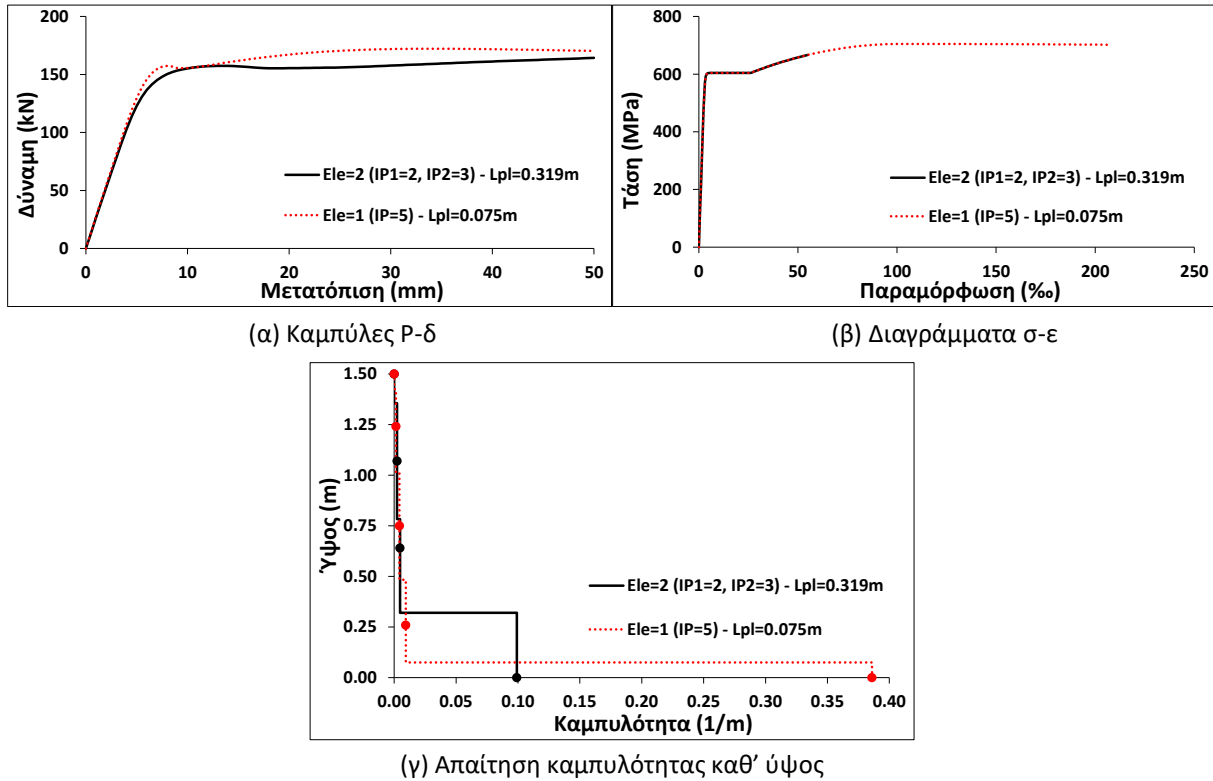 200
150
100
50
0
Δύναμη (kN)
Ele=2 (IP1=2, IP2=3) - Lpl=0.319m
Ele=1 (IP=5) - Lpl=0.075m
0 10 20 30 40 50
Μετατόπιση (mm)
(α) Καμπύλες P-δ
800
600
400
200
0
Τάση (MPa)
Ele=2 (IP1=2, IP2=3) - Lpl=0.319m
Ele=1 (IP=5) - Lpl=0.075m
0 50 100 150 200 250
Παραμόρφωση (‰)
(β) Διαγράμματα σ-ε
1.50
1.25
1.00
0.75
0.50
0.25
0.00
Ύψος (m)
Ele=2 (IP1=2, IP2=3) - Lpl=0.319m
Ele=1 (IP=5) - Lpl=0.075m
0.00 0.05 0.10 0.15 0.20 0.25 0.30 0.35 0.40
Καμπυλότητα (1/m)
(γ) Απαίτηση καμπυλότητας καθ’ ύψος